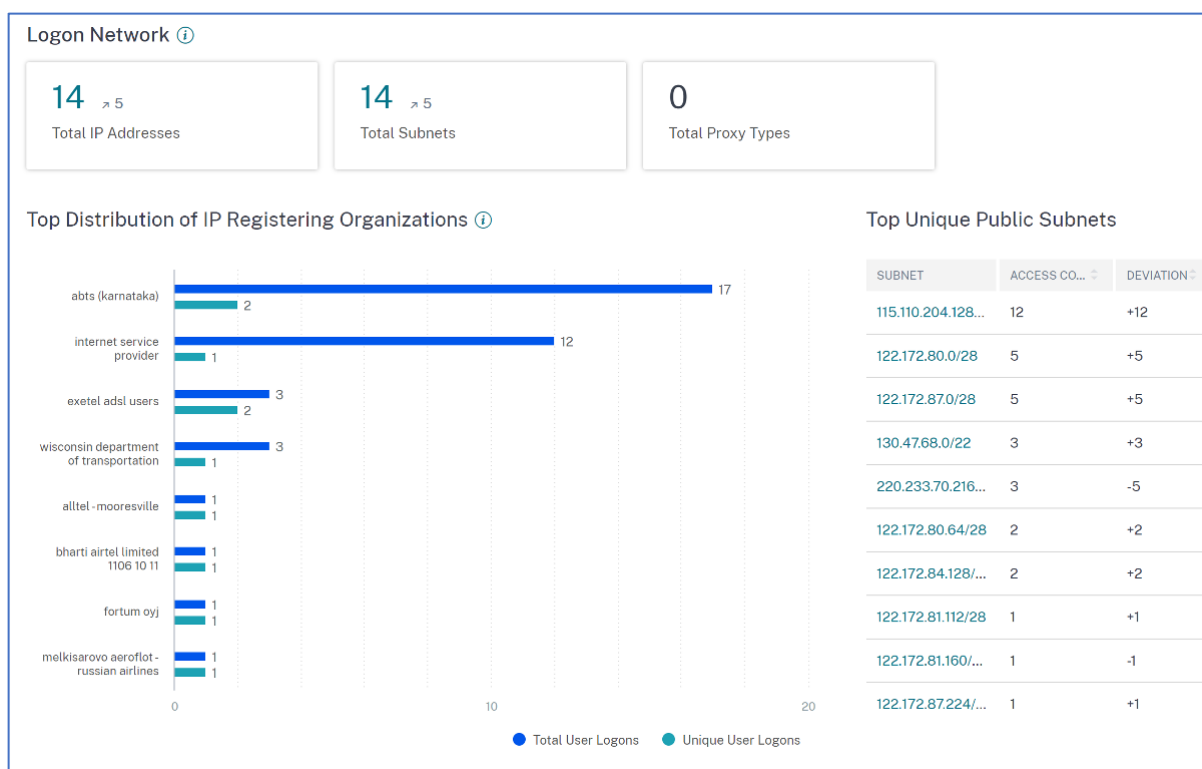 Logon Network
14 ↗ 5
Total IP Addresses
14 ↗ 5
Total Subnets
0
Total Proxy Types
Top Distribution of IP Registering Organizations
abts (karnataka)
17
2
internet service
provider
12
1
exetel adsl users
3
2
wisconsin department
of transportation
3
1
alltel - mooresville
1
1
bharti airtel limited
1106 10 11
1
1
fortum oyj
1
1
melkisarovo aeroflot -
russian airlines
1
1
0 10 20
Total User Logons Unique User Logons
Top Unique Public Subnets
SUBNET ACCESS CO... DEVIATION
115.110.204.128... 12 +12
122.172.80.0/28 5 +5
122.172.87.0/28 5 +5
130.47.68.0/22 3 +3
220.233.70.216... 3 -5
122.172.80.64/28 2 +2
122.172.84.128/... 2 +2
122.172.81.112/28 1 +1
122.172.81.160/... 1 -1
122.172.87.224/... 1 +1